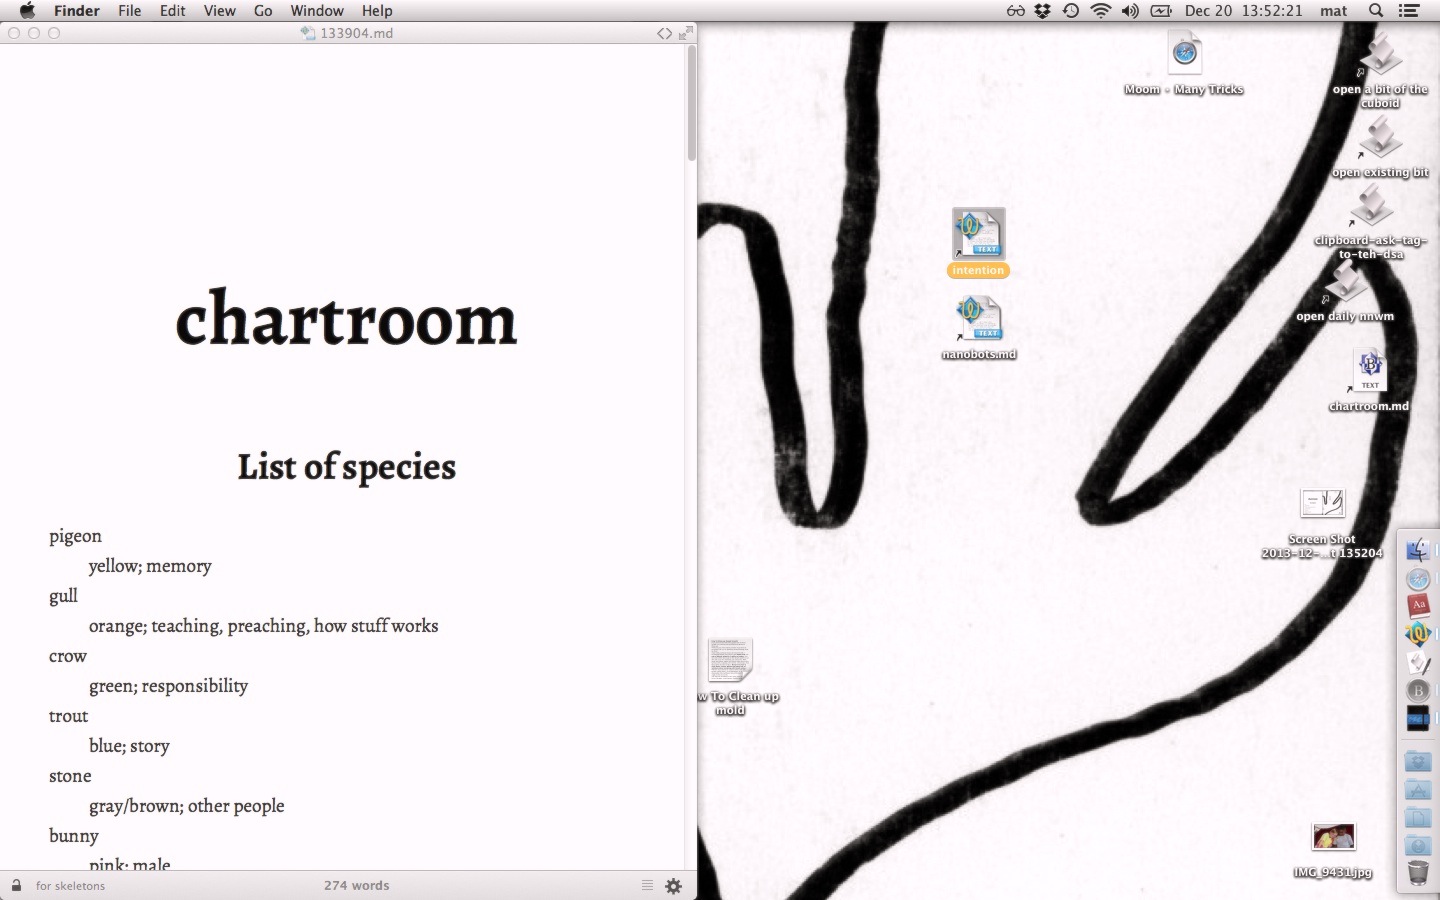 Finder File Edit View Go Window Help
Dec 20 13:52:21 mat
133904.md
chartroom
List of species
pigeon
yellow; memory
gull
orange; teaching, preaching, how stuff works
crow
green; responsibility
trout
blue; story
stone
gray/brown; other people
bunny
pink; male
for skeletons
274 words
Moom - Many Tricks
open a bit of the
cuboid
open existing bit
clipboard-ask-tag-
to-teh-dsa
open daily nnwm
TEXT
intention
TEXT
nanobots.md
B
TEXT
chartroom.md
Screen Shot
2013-12-...t 135204
w To Clean up
mold
IMG_9431.jpg
Aa
B